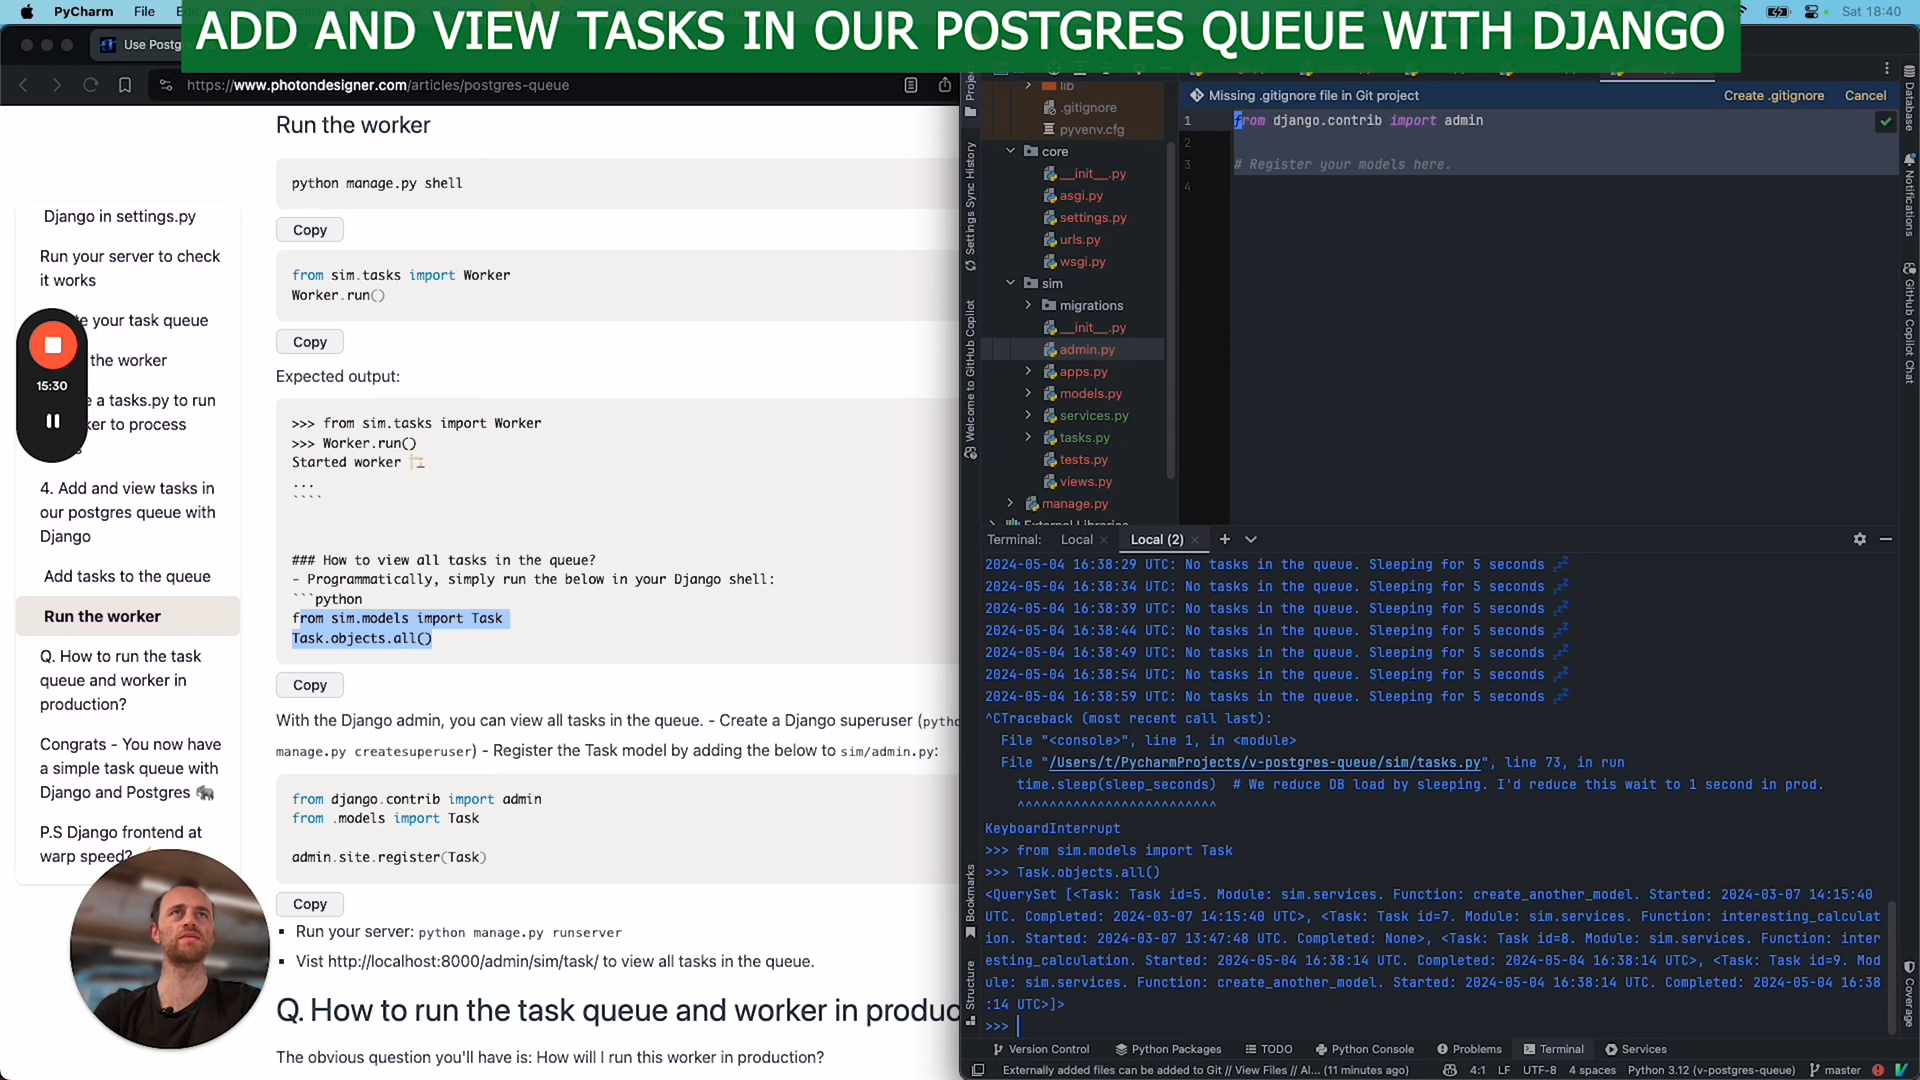 PyCharm File
Sat 18:40
ADD AND VIEW TASKS IN OUR POSTGRES QUEUE WITH DJANGO
Use Postg
https://www.photondesigner.com/articles/postgres-queue
Django in settings.py
Run your server to check
it works
e your task queue
the worker
a tasks.py to run
ker to process
4. Add and view tasks in
our postgres queue with
Django
Add tasks to the queue
Run the worker
Q. How to run the task
queue and worker in
production?
Congrats - You now have
a simple task queue with
Django and Postgres 🐘
P.S Django frontend at
warp speed?
15:30
Run the worker
python manage.py shell
Copy
from sim.tasks import Worker
Worker.run()
Copy
Expected output:
>>> from sim.tasks import Worker
>>> Worker.run()
Started worker 🏗️
...
````
### How to view all tasks in the queue?
- Programmatically, simply run the below in your Django shell:
```python
from sim.models import Task
Task.objects.all()
Copy
With the Django admin, you can view all tasks in the queue. - Create a Django superuser (pytho
manage.py createsuperuser) - Register the Task model by adding the below to sim/admin.py:
from django.contrib import admin
from .models import Task
admin.site.register(Task)
Copy
▪ Run your server: python manage.py runserver
▪ Vist http://localhost:8000/admin/sim/task/ to view all tasks in the queue.
Q. How to run the task queue and worker in produc
The obvious question you'll have is: How will I run this worker in production?
Settings Sync History
Welcome to GitHub Copilot
Bookmarks
Structure
lib
.gitignore
pyvenv.cfg
core
__init__.py
asgi.py
settings.py
urls.py
wsgi.py
sim
migrations
__init__.py
admin.py
apps.py
models.py
services.py
tasks.py
tests.py
views.py
manage.py
External Libraries
Missing .gitignore file in Git project
Create .gitignore Cancel
1 from django.contrib import admin
2
3 # Register your models here.
4
Database
Notifications
GitHub Copilot Chat
Coverage
Terminal: Local Local (2)
2024-05-04 16:38:29 UTC: No tasks in the queue. Sleeping for 5 seconds 💤
2024-05-04 16:38:34 UTC: No tasks in the queue. Sleeping for 5 seconds 💤
2024-05-04 16:38:39 UTC: No tasks in the queue. Sleeping for 5 seconds 💤
2024-05-04 16:38:44 UTC: No tasks in the queue. Sleeping for 5 seconds 💤
2024-05-04 16:38:49 UTC: No tasks in the queue. Sleeping for 5 seconds 💤
2024-05-04 16:38:54 UTC: No tasks in the queue. Sleeping for 5 seconds 💤
2024-05-04 16:38:59 UTC: No tasks in the queue. Sleeping for 5 seconds 💤
^CTraceback (most recent call last):
File "<console>", line 1, in <module>
File "/Users/t/PycharmProjects/v-postgres-queue/sim/tasks.py", line 73, in run
time.sleep(sleep_seconds) # We reduce DB load by sleeping. I'd reduce this wait to 1 second in prod.
^^^^^^^^^^^^^^^^^^^^^^^^^
KeyboardInterrupt
>>> from sim.models import Task
>>> Task.objects.all()
<QuerySet [<Task: Task id=5. Module: sim.services. Function: create_another_model. Started: 2024-03-07 14:15:40
UTC. Completed: 2024-03-07 14:15:40 UTC>, <Task: Task id=7. Module: sim.services. Function: interesting_calculat
ion. Started: 2024-03-07 13:47:48 UTC. Completed: None>, <Task: Task id=8. Module: sim.services. Function: inter
esting_calculation. Started: 2024-05-04 16:38:14 UTC. Completed: 2024-05-04 16:38:14 UTC>, <Task: Task id=9. Mod
ule: sim.services. Function: create_another_model. Started: 2024-05-04 16:38:14 UTC. Completed: 2024-05-04 16:38
:14 UTC>]>
>>>
Version Control Python Packages TODO Python Console Problems Terminal Services
Externally added files can be added to Git // View Files // Al... (11 minutes ago) 4:1 LF UTF-8 4 spaces Python 3.12 (v-postgres-queue) master